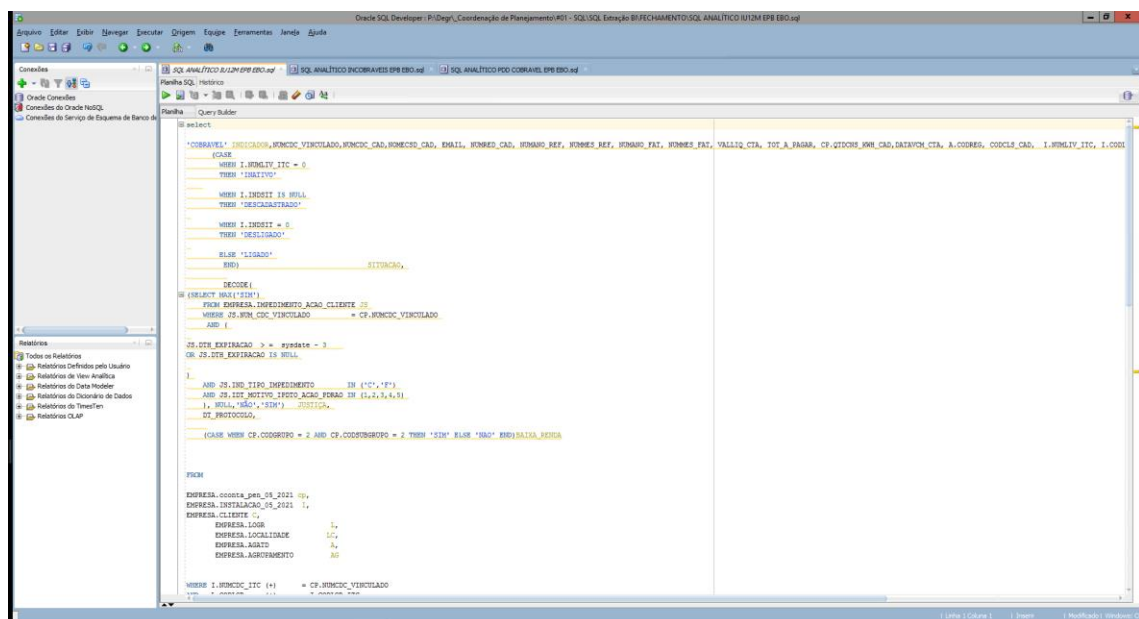 Oracle SQL Developer : P:\Degr\_Coordenação de Planejamento\#01 - SQL\SQL Extração BI\FECHAMENTO\SQL ANALÍTICO IU12M EPB EBO.sql
Arquivo Editar Exibir Navegar Executar Origem Equipe Ferramentas Janela Ajuda
Conexões
SQL ANALÍTICO IU12M EPB EBO.sql
SQL ANALÍTICO INCOBRAVEIS EPB EBO.sql
SQL ANALÍTICO PDD COBRAVEL EPB EBO.sql
Planilha SQL Histórico
Oracle Conexões
Conexões do Oracle NoSQL
Conexões do Serviço de Esquema de Banco de
Planilha Query Builder
select
'COBRAVEL' INDICADOR,NUMCDC_VINCULADO,NUMCDC_CAD,NOMECSD_CAD, EMAIL, NUMRED_CAD, NUMANO_REF, NUMMES_REF, NUMANO_FAT, NUMMES_FAT, VALLIQ_CTA, TOT_A_PAGAR, CP.QTDCNS_KWH_CAD,DATAVCM_CTA, A.CODREG, CODCLS_CAD, I.NUMLIV_ITC, I.CODL
(CASE
WHEN I.NUMLIV_ITC = 0
THEN 'INATIVO'
WHEN I.INDSIT IS NULL
THEN 'DESCADASTRADO'
WHEN I.INDSIT = 0
THEN 'DESLIGADO'
ELSE 'LIGADO'
END) SITUACAO,
DECODE(
(SELECT MAX('SIM')
FROM EMPRESA.IMPEDIMENTO_ACAO_CLIENTE JS
WHERE JS.NUM_CDC_VINCULADO = CP.NUMCDC_VINCULADO
AND (
JS.DTH_EXPIRACAO > = sysdate - 3
OR JS.DTH_EXPIRACAO IS NULL
)
AND JS.IND_TIPO_IMPEDIMENTO IN ('C','F')
AND JS.IDT_MOTIVO_IPDTO_ACAO_PDRAO IN (1,2,3,4,5)
), NULL,'NÃO','SIM') JUSTIÇA,
DT_PROTOCOLO,
(CASE WHEN CP.CODGRUPO = 2 AND CP.CODSUBGRUPO = 2 THEN 'SIM' ELSE 'NAO' END)BAIXA_RENDA
FROM
EMPRESA.cconta_pen_05_2021 cp,
EMPRESA.INSTALACAO_05_2021 I,
EMPRESA.CLIENTE C,
EMPRESA.LOGR L,
EMPRESA.LOCALIDADE LC,
EMPRESA.AGATD A,
EMPRESA.AGRUPAMENTO AG
WHERE I.NUMCDC_ITC (+) = CP.NUMCDC_VINCULADO
Relatórios
Todos os Relatórios
Relatórios Definidos pelo Usuário
Relatórios de View Analítica
Relatórios do Data Modeler
Relatórios do Dicionário de Dados
Relatórios do TimesTen
Relatórios OLAP
Linha 1 Coluna 1 Inserir Modificado Windows: C